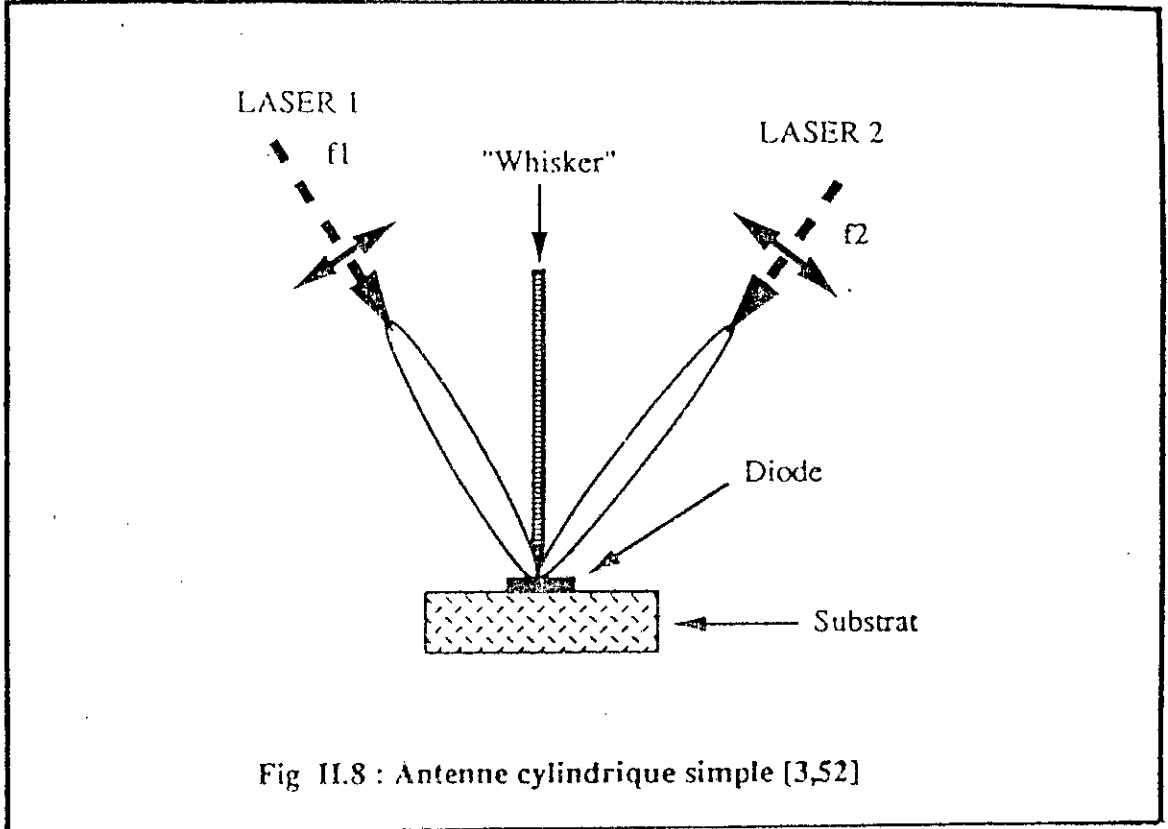 LASER 1
f1
"Whisker"
LASER 2
f2
Diode
Substrat
Fig II.8 : Antenne cylindrique simple [3,52]